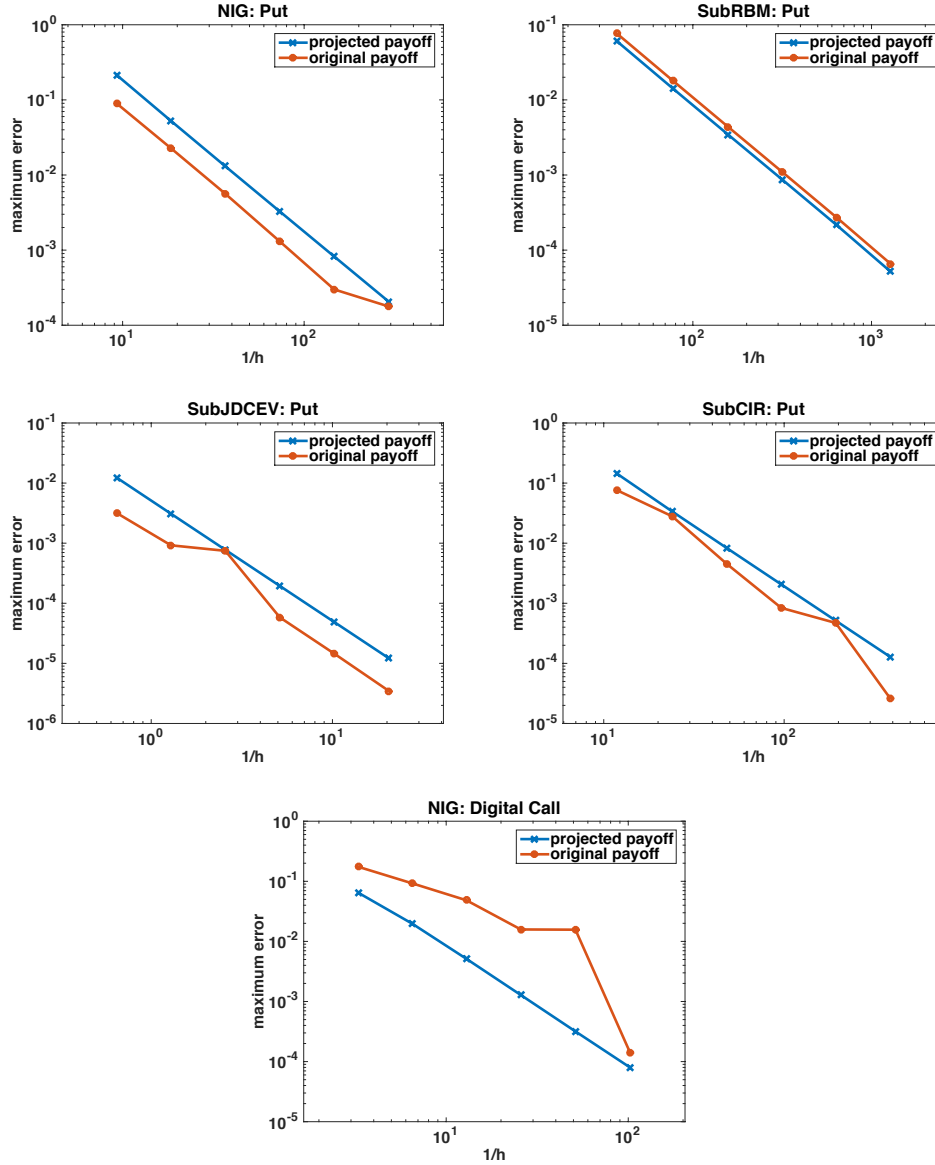 NIG: Put
projected payoff
original payoff
maximum error
10^0
10^-1
10^-2
10^-3
10^-4
10^1
10^2
1/h
SubRBM: Put
projected payoff
original payoff
maximum error
10^-1
10^-2
10^-3
10^-4
10^-5
10^2
10^3
1/h
SubJDCEV: Put
projected payoff
original payoff
maximum error
10^-1
10^-2
10^-3
10^-4
10^-5
10^-6
10^0
10^1
1/h
SubCIR: Put
projected payoff
original payoff
maximum error
10^0
10^-1
10^-2
10^-3
10^-4
10^-5
10^1
10^2
1/h
NIG: Digital Call
projected payoff
original payoff
maximum error
10^0
10^-1
10^-2
10^-3
10^-4
10^-5
10^1
10^2
1/h